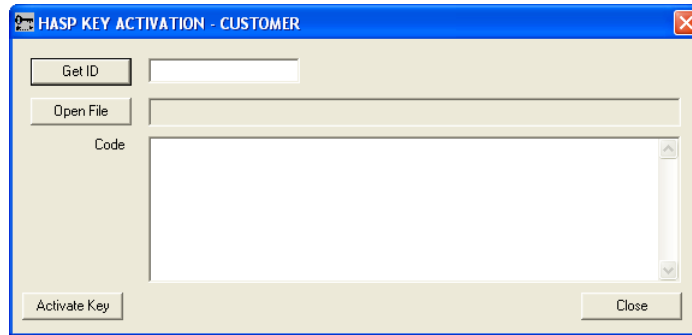 HASP KEY ACTIVATION - CUSTOMER
Get ID
Open File
Code
Activate Key
Close